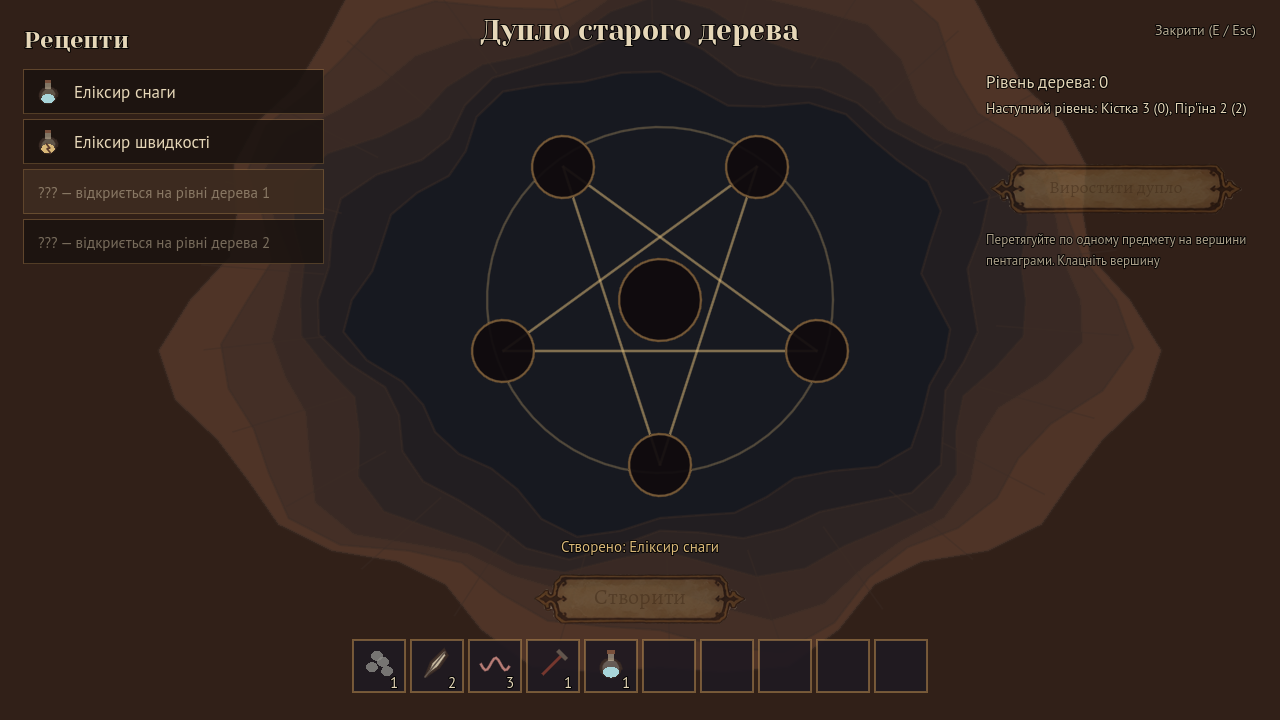 Дупло старого дерева
Закрити (E / Esc)
Рецепти
Еліксир снаги
Еліксир швидкості
??? — відкриється на рівні дерева 1
??? — відкриється на рівні дерева 2
Рівень дерева: 0
Наступний рівень: Кістка 3 (0), Пір'їна 2 (2)
Виростити дупло
Перетягуйте по одному предмету на вершини
пентаграми. Клацніть вершину
Створено: Еліксир снаги
Створити
1 2 3 1 1